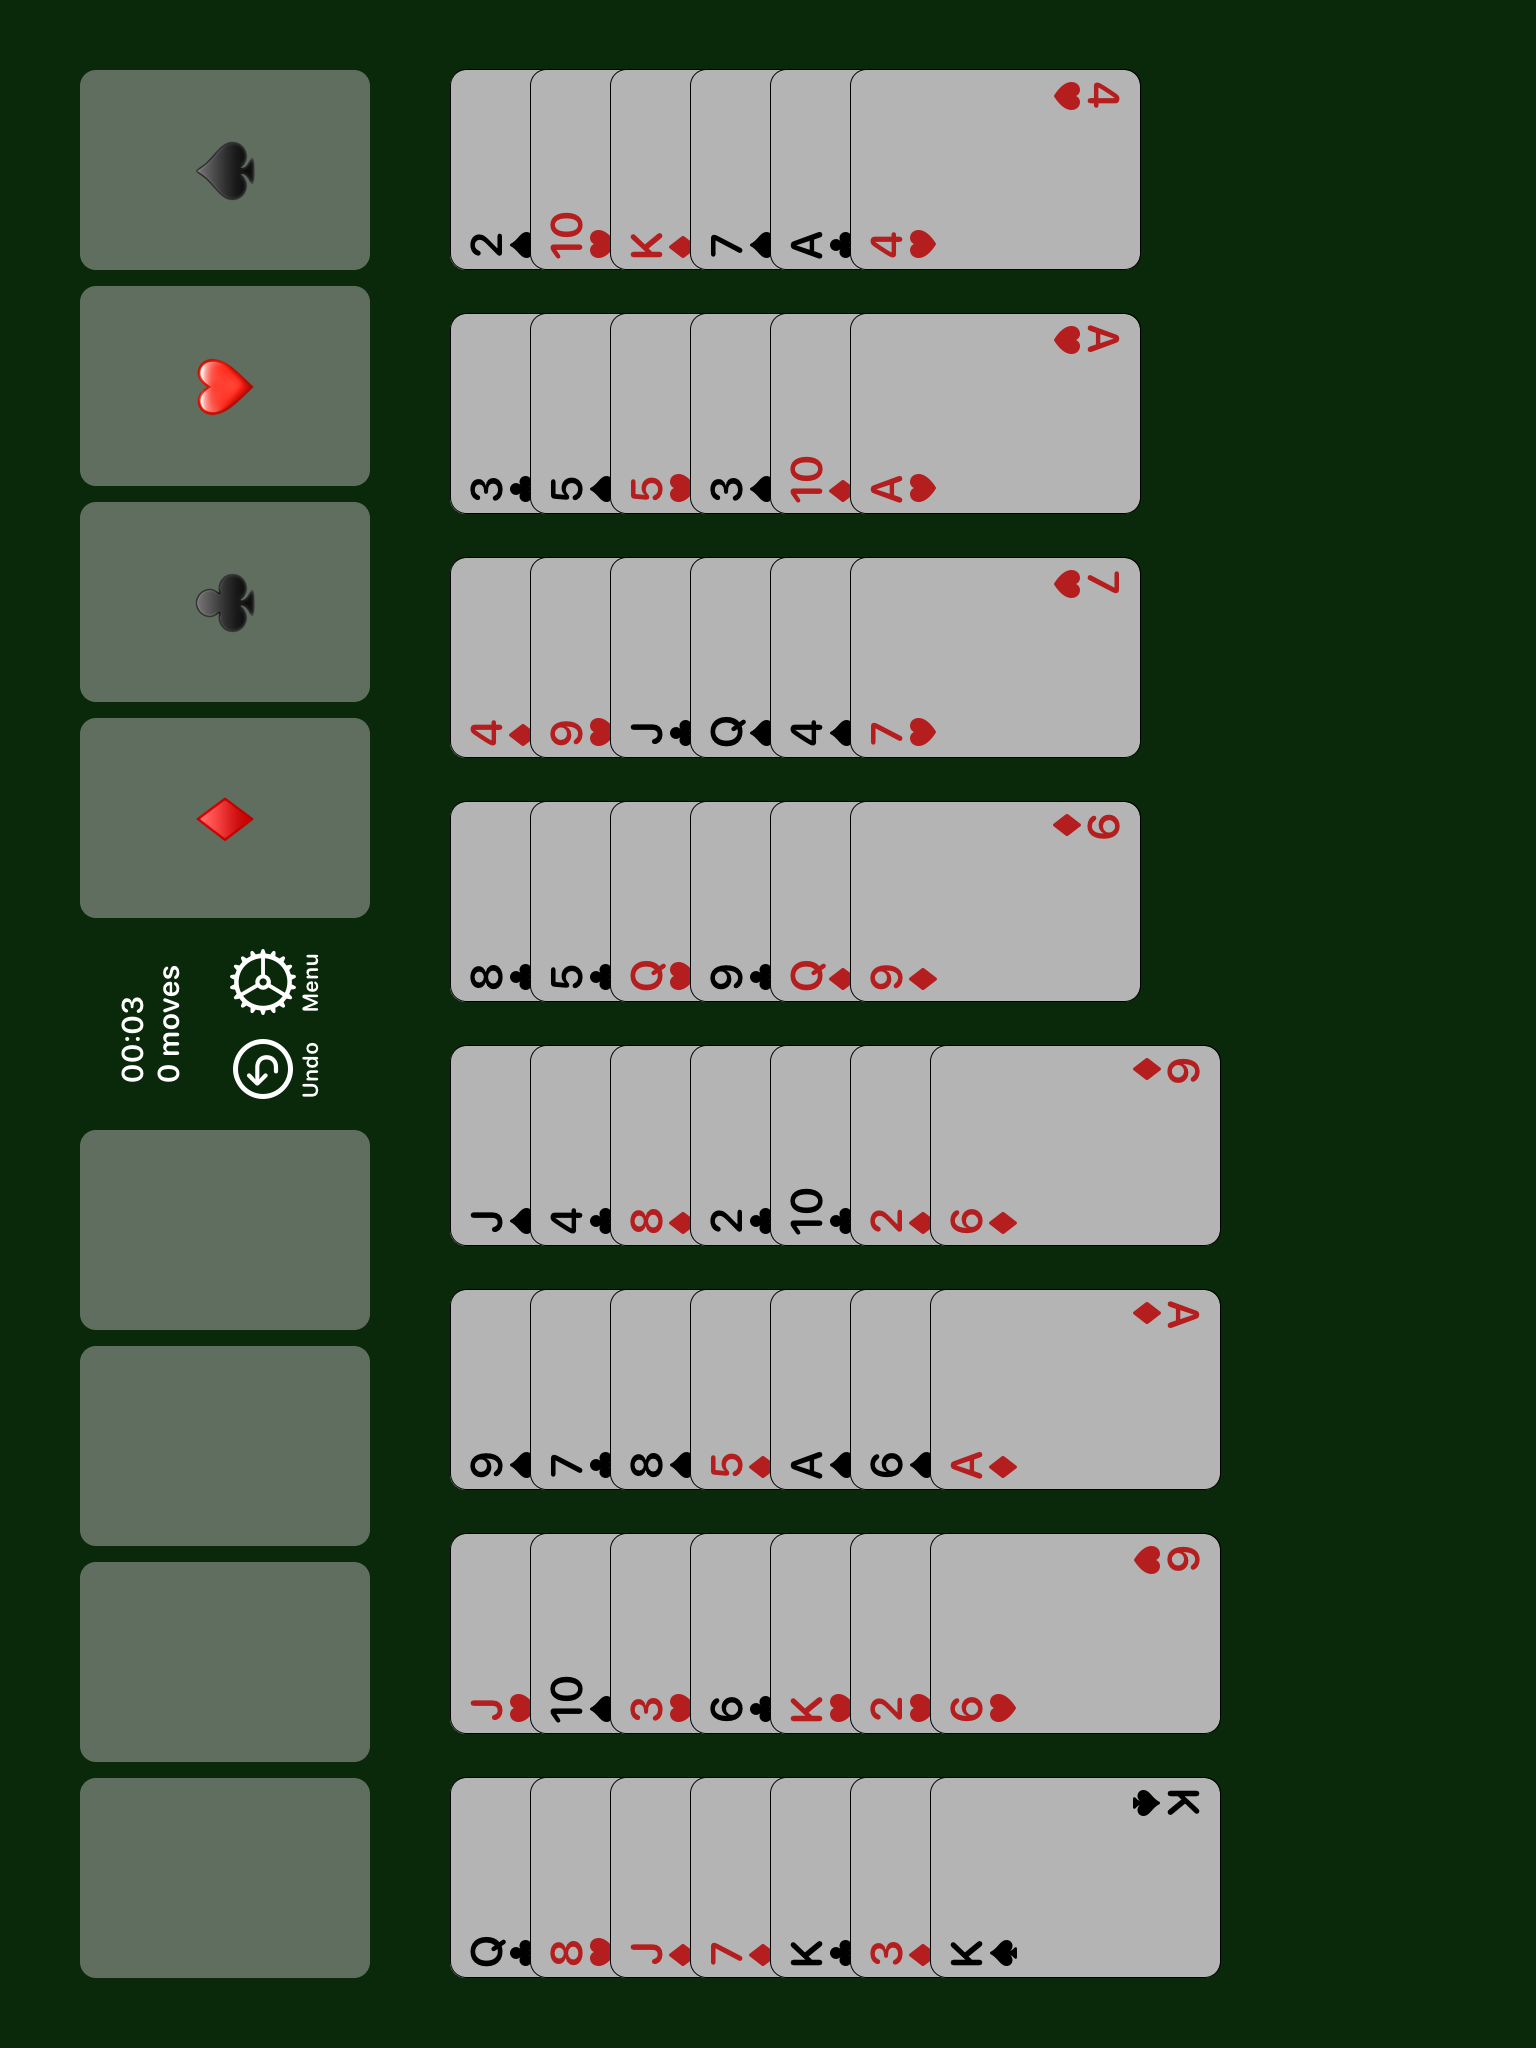 00:03
0 moves
Undo Menu
Q♣ J♥ 9♠ J♠ 8♣ 4♦ 3♣ 2♠
8♥ 10♠ 7♣ 4♣ 5♣ 9♥ 5♠ 10♥
J♦ 3♥ 8♠ 8♦ Q♥ J♣ 5♥ K♦
7♦ 6♣ 5♦ 2♣ 9♣ Q♠ 3♠ 7♠
K♣ K♥ A♠ 10♣ Q♦ 4♠ 10♦ A♣
3♦ 2♥ 6♠ 2♦ 9♦ 7♥ A♥ 4♥
K♠ 6♥ A♦ 6♦
9♦ 7♥ A♥ 4♥
K♠ 6♥ A♦ 6♦